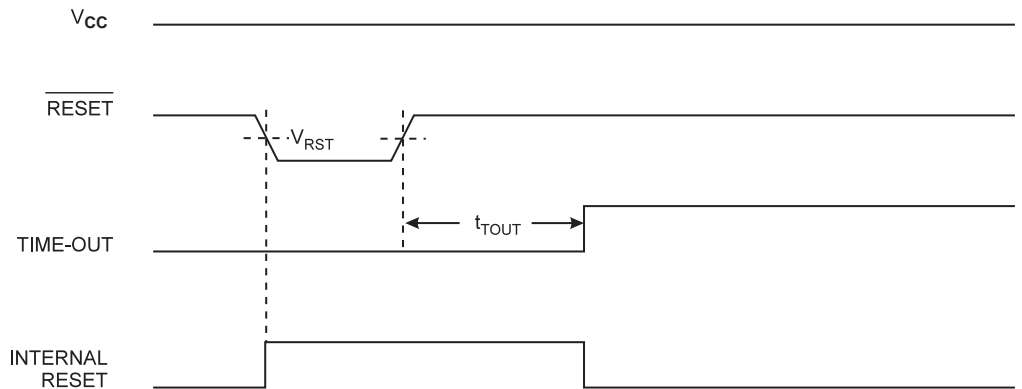 VCC
RESET
VRST
tTOUT
TIME-OUT
INTERNAL
RESET